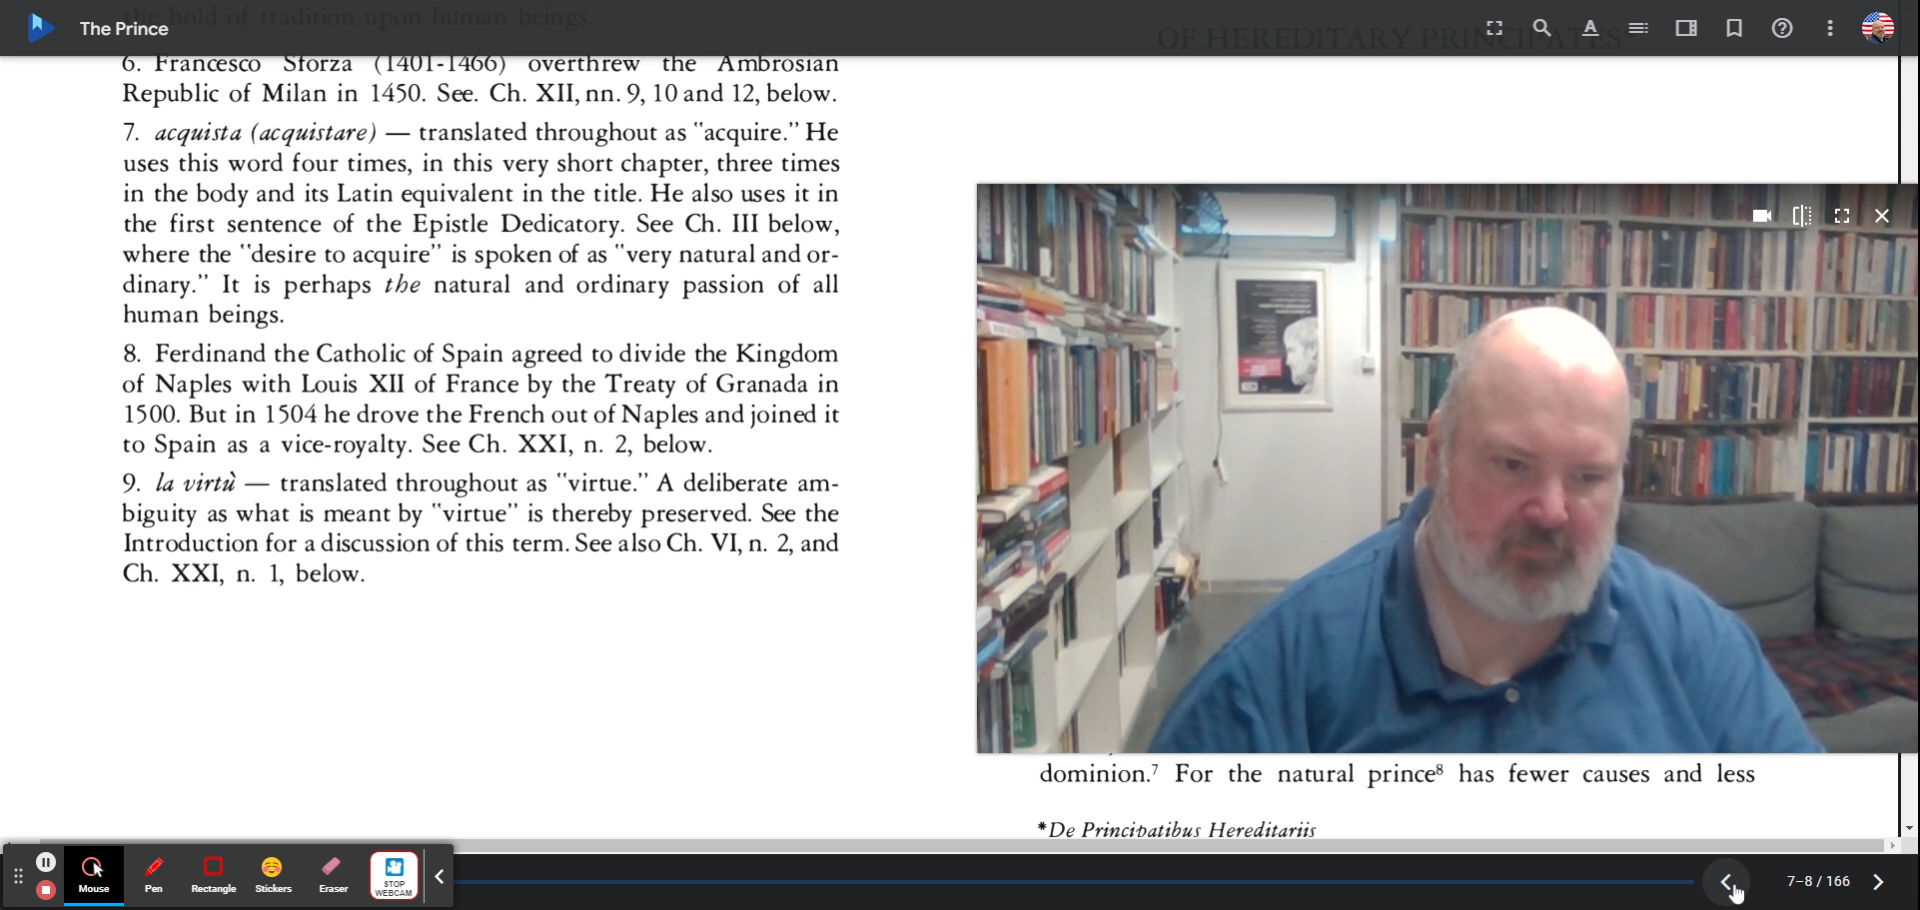 the hold of tradition upon human beings.
The Prince
OF HEREDITARY PRINCIPATES
6. Francesco Sforza (1401-1466) overthrew the Ambrosian
Republic of Milan in 1450. See. Ch. XII, nn. 9, 10 and 12, below.
7. acquista (acquistare) — translated throughout as "acquire." He
uses this word four times, in this very short chapter, three times
in the body and its Latin equivalent in the title. He also uses it in
the first sentence of the Epistle Dedicatory. See Ch. III below,
where the "desire to acquire" is spoken of as "very natural and or-
dinary." It is perhaps the natural and ordinary passion of all
human beings.
8. Ferdinand the Catholic of Spain agreed to divide the Kingdom
of Naples with Louis XII of France by the Treaty of Granada in
1500. But in 1504 he drove the French out of Naples and joined it
to Spain as a vice-royalty. See Ch. XXI, n. 2, below.
9. la virtù — translated throughout as "virtue." A deliberate am-
biguity as what is meant by "virtue" is thereby preserved. See the
Introduction for a discussion of this term. See also Ch. VI, n. 2, and
Ch. XXI, n. 1, below.
dominion.⁷ For the natural prince⁸ has fewer causes and less
*De Principatibus Hereditariis
Mouse
Pen
Rectangle
Stickers
Eraser
STOP
WEBCAM
7–8 / 166